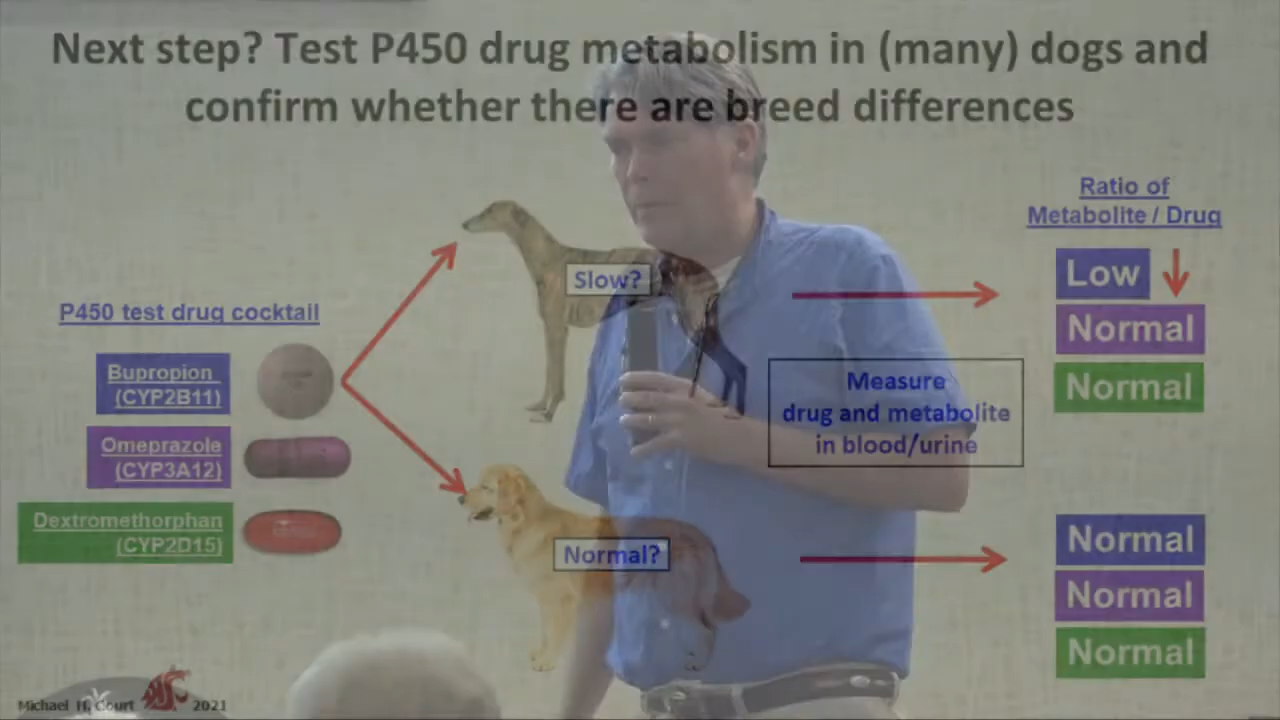 Next step? Test P450 drug metabolism in (many) dogs and
confirm whether there are breed differences
Ratio of
Metabolite / Drug
Slow?
Low
Normal
Normal
P450 test drug cocktail
Bupropion
(CYP2B11)
Omeprazole
(CYP3A12)
Dextromethorphan
(CYP2D15)
Measure
drug and metabolite
in blood/urine
Normal?
Normal
Normal
Normal
Michael H. Court 2021